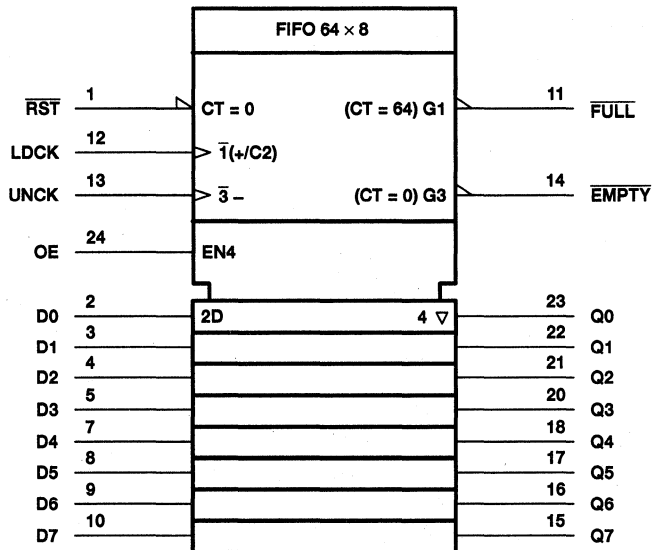 FIFO 64 × 8
R̅S̅T̅ 1 CT = 0 (CT = 64) G1 11 F̅U̅L̅L̅
LDCK 12 1̅(+/C2)
UNCK 13 3̅ – (CT = 0) G3 14 E̅M̅P̅T̅Y̅
OE 24 EN4
D0 2 2D 4 ▽ 23 Q0
D1 3 22 Q1
D2 4 21 Q2
D3 5 20 Q3
D4 7 18 Q4
D5 8 17 Q5
D6 9 16 Q6
D7 10 15 Q7